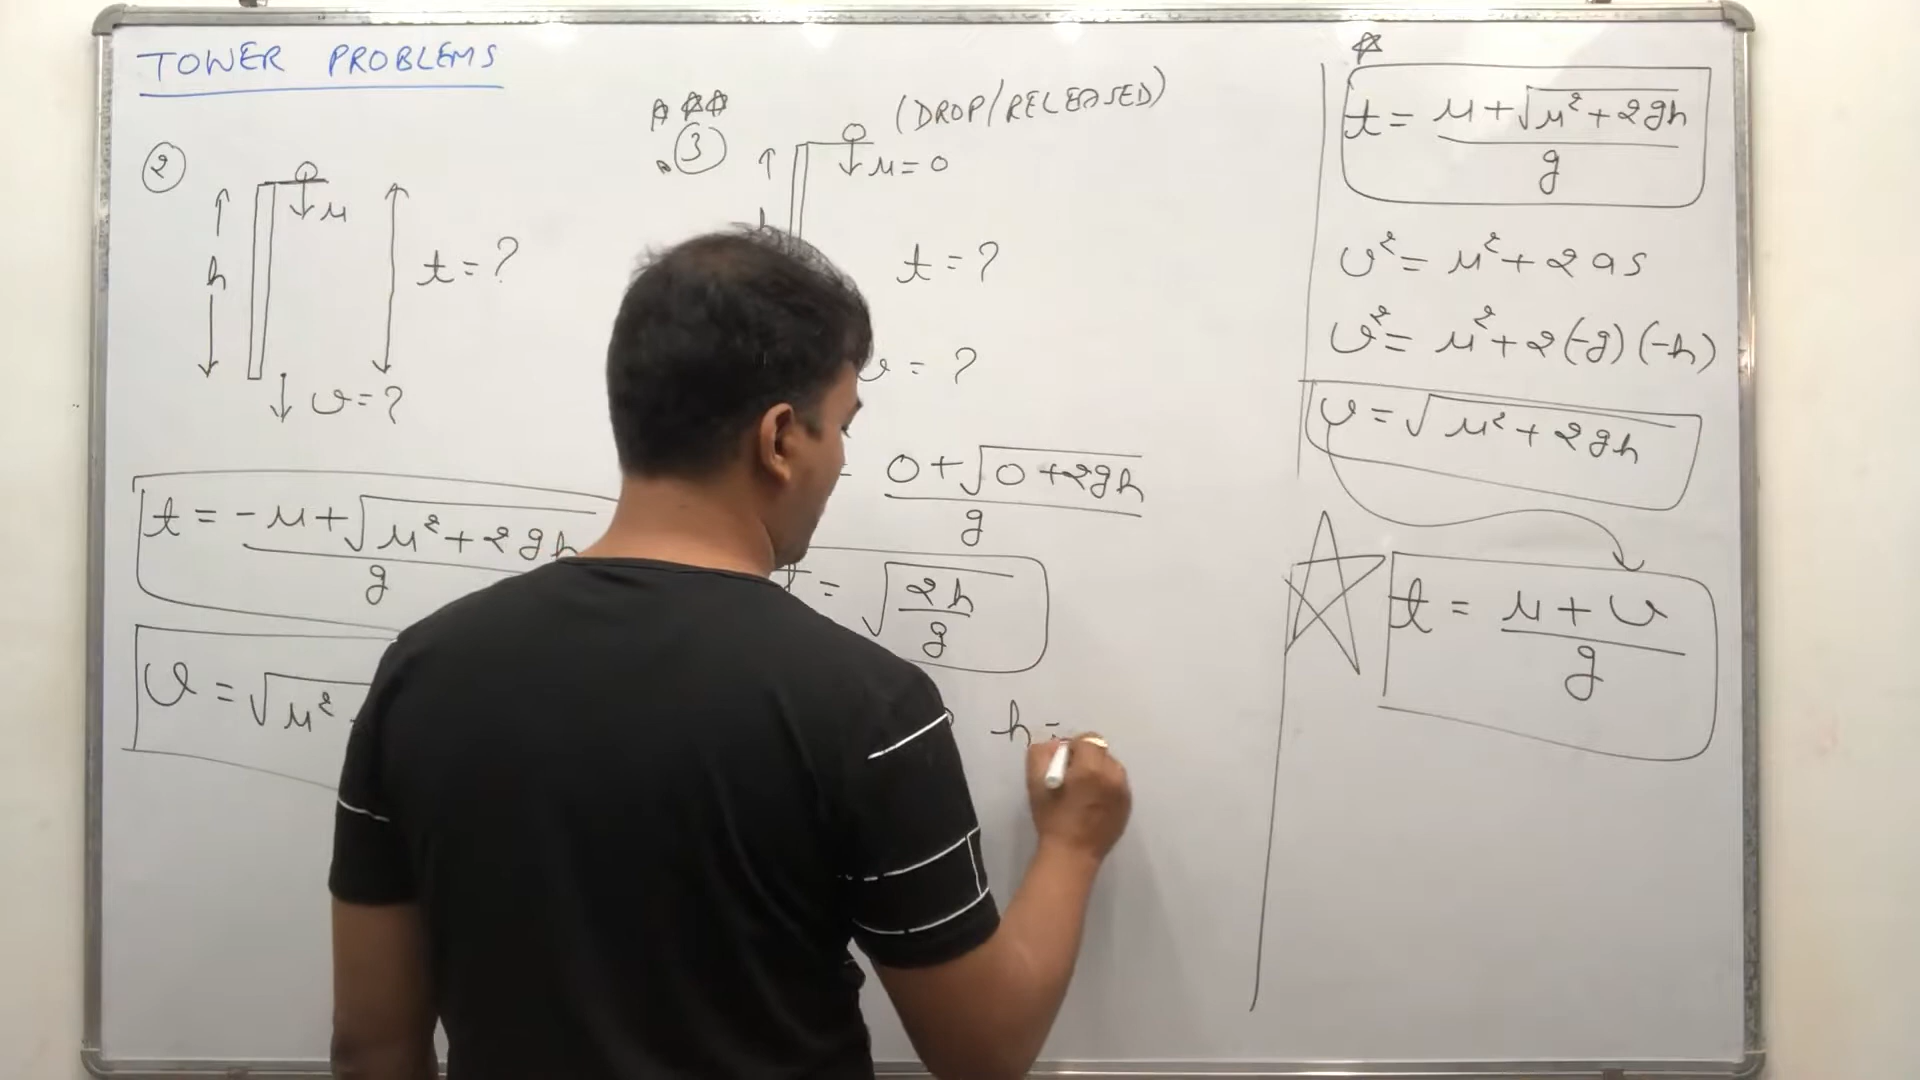 TOWER PROBLEMS
②
u
h
t = ?
v = ?
t = -u + √(u² + 2gh) / g
v = √(u²
③
(DROP/RELEASED)
u = 0
t = ?
v = ?
= 0 + √(0 + 2gh) / g
t = √(2h / g)
h =
t = u + √(u² + 2gh) / g
v² = u² + 2as
v² = u² + 2(-g)(-h)
v = √(u² + 2gh)
t = u + v / g